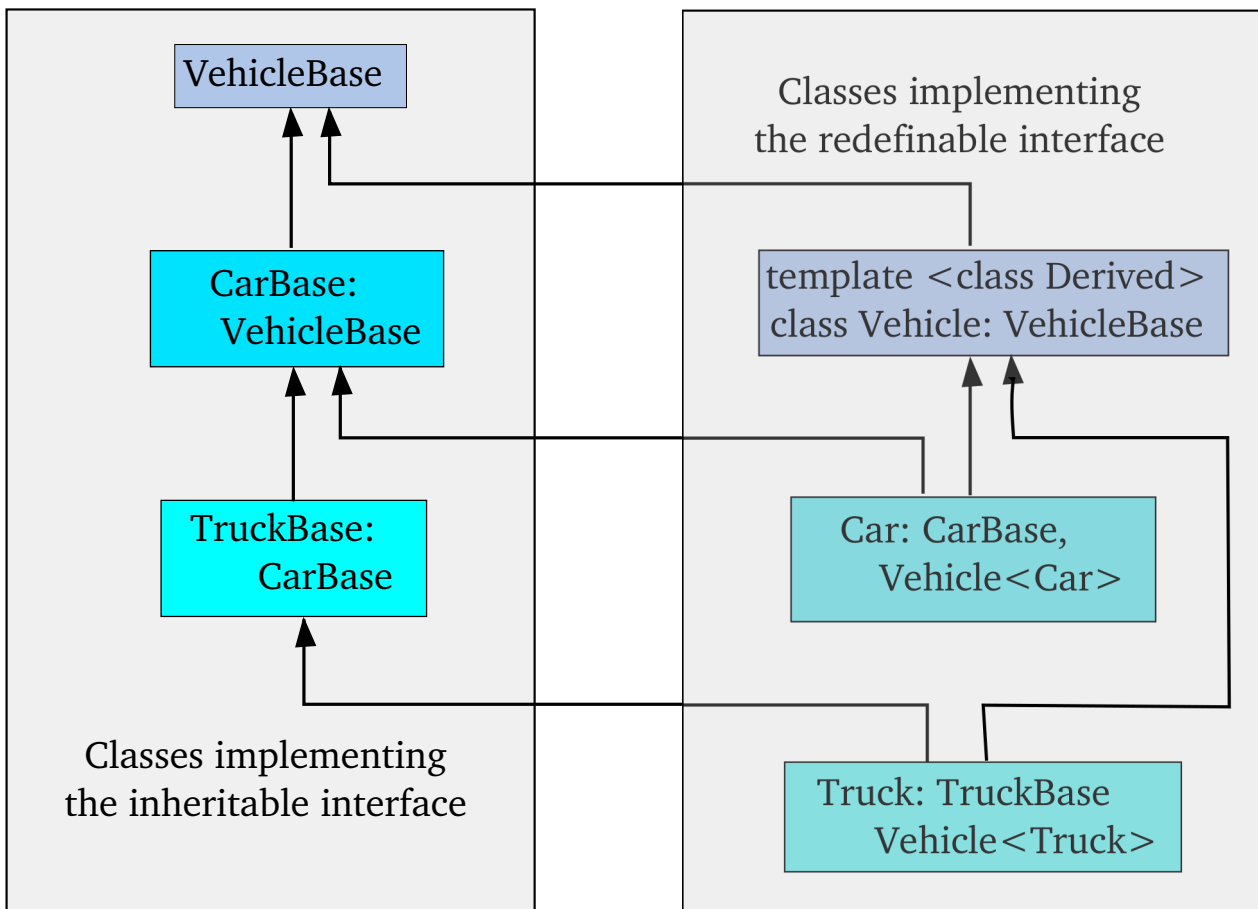 VehicleBase
CarBase:
VehicleBase
TruckBase:
CarBase
Classes implementing
the inheritable interface
Classes implementing
the redefinable interface
template <class Derived>
class Vehicle: VehicleBase
Car: CarBase,
Vehicle<Car>
Truck: TruckBase
Vehicle<Truck>